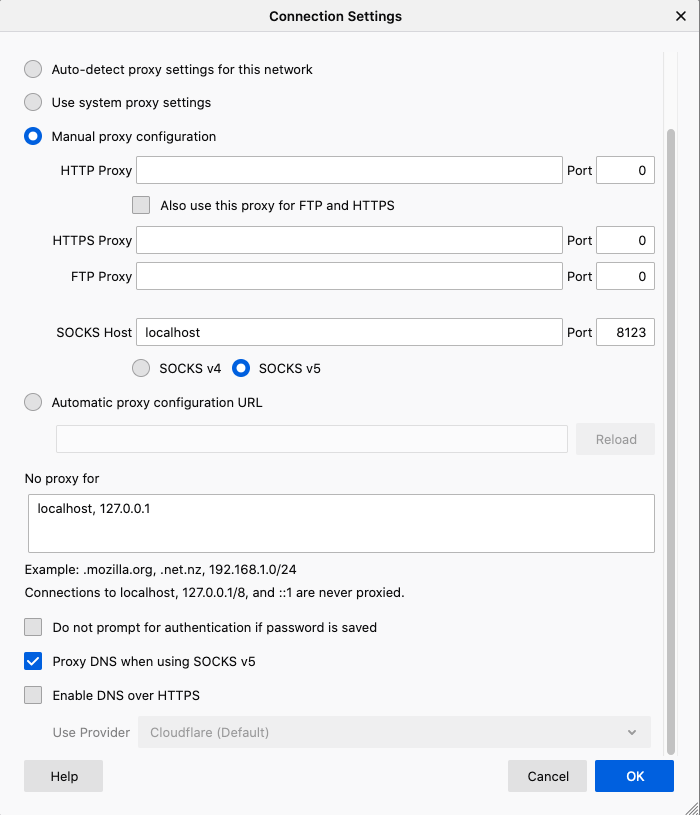 Connection Settings
Auto-detect proxy settings for this network
Use system proxy settings
Manual proxy configuration
HTTP Proxy Port 0
Also use this proxy for FTP and HTTPS
HTTPS Proxy Port 0
FTP Proxy Port 0
SOCKS Host localhost Port 8123
SOCKS v4 SOCKS v5
Automatic proxy configuration URL
Reload
No proxy for
localhost, 127.0.0.1
Example: .mozilla.org, .net.nz, 192.168.1.0/24
Connections to localhost, 127.0.0.1/8, and ::1 are never proxied.
Do not prompt for authentication if password is saved
Proxy DNS when using SOCKS v5
Enable DNS over HTTPS
Use Provider Cloudflare (Default)
Help Cancel OK